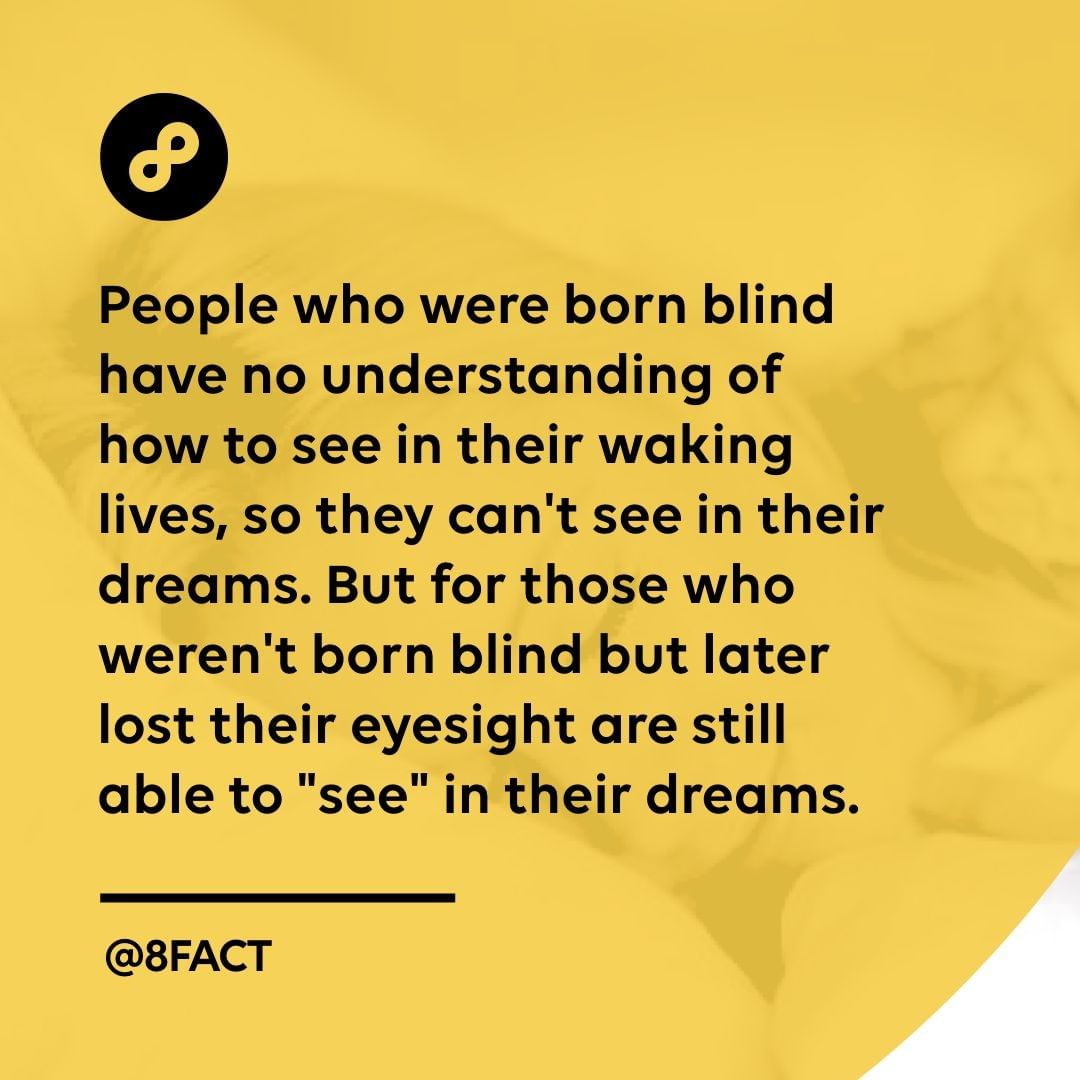 People who were born blind
have no understanding of
how to see in their waking
lives, so they can't see in their
dreams. But for those who
weren't born blind but later
lost their eyesight are still
able to "see" in their dreams.
@8FACT